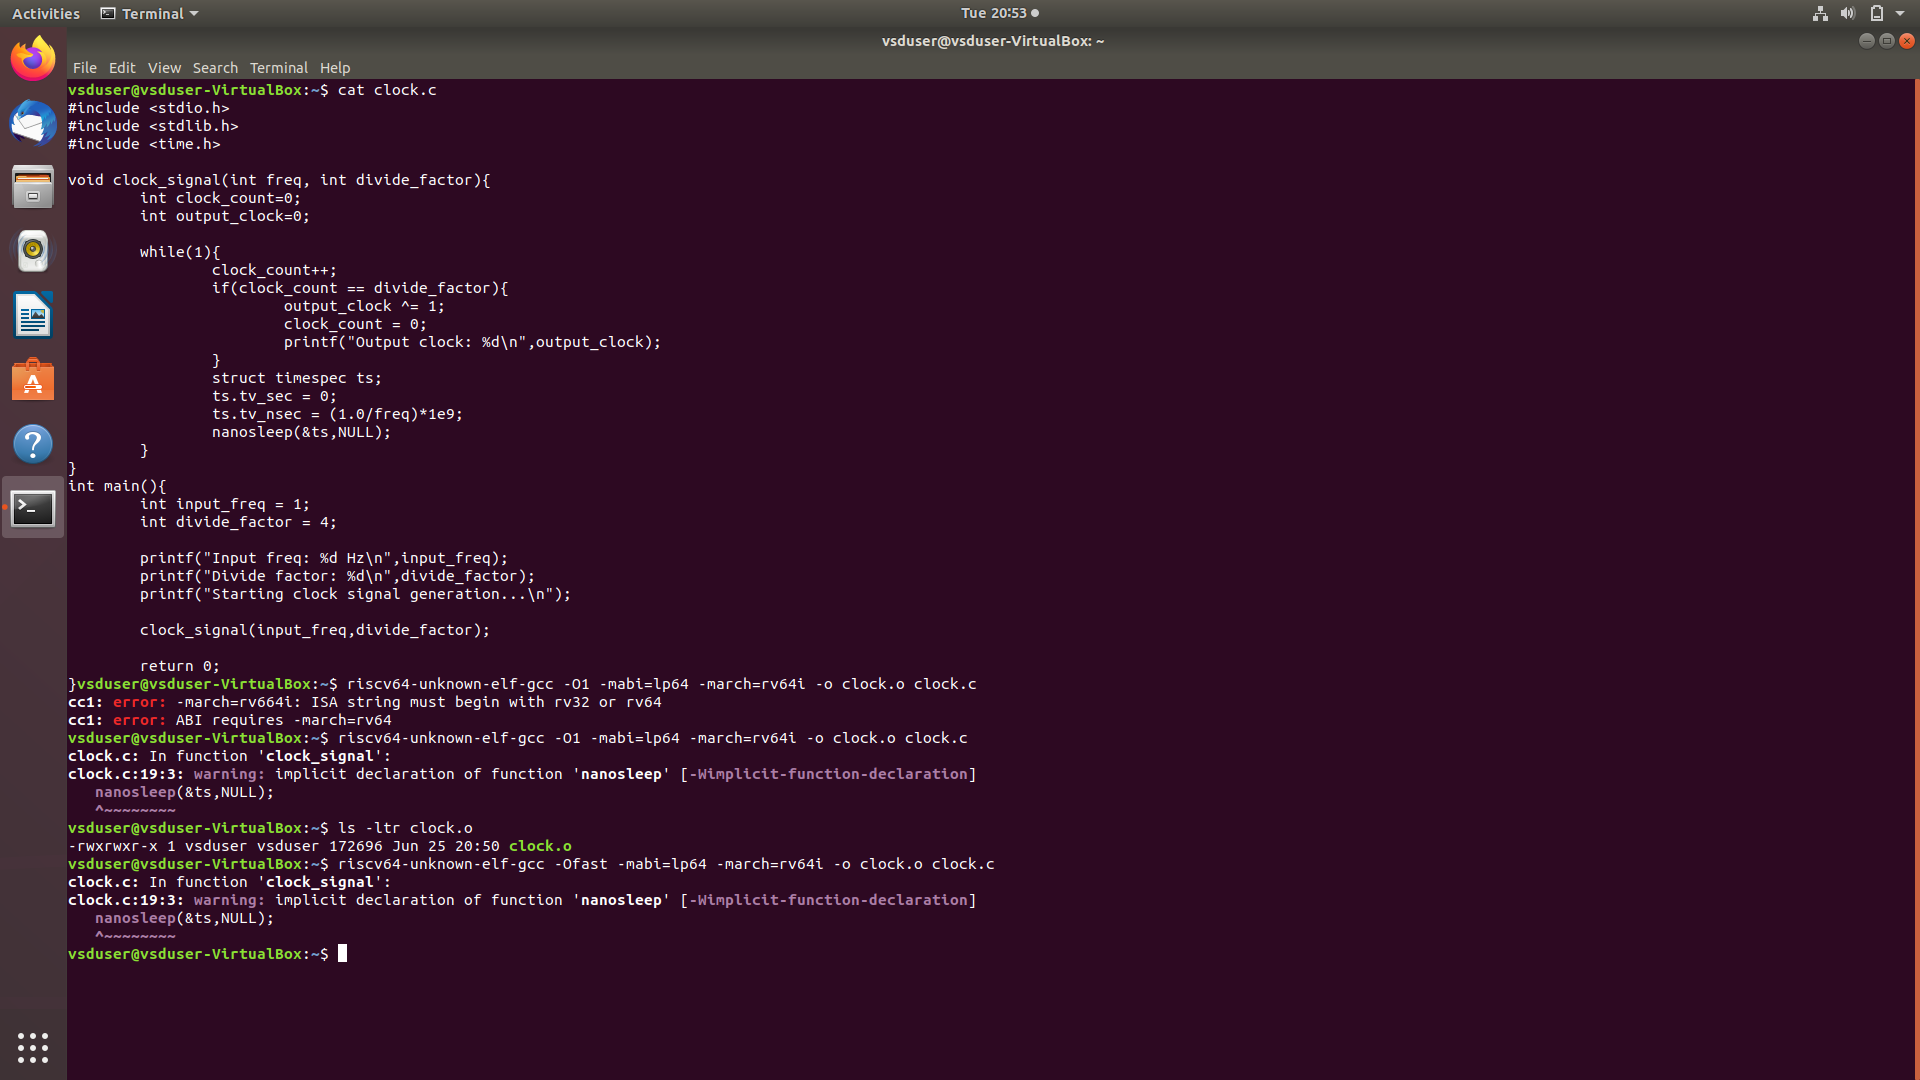 Activities Terminal Tue 20:53
vsduser@vsduser-VirtualBox: ~
File Edit View Search Terminal Help
vsduser@vsduser-VirtualBox:~$ cat clock.c
#include <stdio.h>
#include <stdlib.h>
#include <time.h>
void clock_signal(int freq, int divide_factor){
        int clock_count=0;
        int output_clock=0;
        while(1){
                clock_count++;
                if(clock_count == divide_factor){
                        output_clock ^= 1;
                        clock_count = 0;
                        printf("Output clock: %d\n",output_clock);
                }
                struct timespec ts;
                ts.tv_sec = 0;
                ts.tv_nsec = (1.0/freq)*1e9;
                nanosleep(&ts,NULL);
        }
}
int main(){
        int input_freq = 1;
        int divide_factor = 4;
        printf("Input freq: %d Hz\n",input_freq);
        printf("Divide factor: %d\n",divide_factor);
        printf("Starting clock signal generation...\n");
        clock_signal(input_freq,divide_factor);
        return 0;
}vsduser@vsduser-VirtualBox:~$ riscv64-unknown-elf-gcc -O1 -mabi=lp64 -march=rv64i -o clock.o clock.c
cc1: error: -march=rv664i: ISA string must begin with rv32 or rv64
cc1: error: ABI requires -march=rv64
vsduser@vsduser-VirtualBox:~$ riscv64-unknown-elf-gcc -O1 -mabi=lp64 -march=rv64i -o clock.o clock.c
clock.c: In function 'clock_signal':
clock.c:19:3: warning: implicit declaration of function 'nanosleep' [-Wimplicit-function-declaration]
   nanosleep(&ts,NULL);
   ^~~~~~~~~
vsduser@vsduser-VirtualBox:~$ ls -ltr clock.o
-rwxrwxr-x 1 vsduser vsduser 172696 Jun 25 20:50 clock.o
vsduser@vsduser-VirtualBox:~$ riscv64-unknown-elf-gcc -Ofast -mabi=lp64 -march=rv64i -o clock.o clock.c
clock.c: In function 'clock_signal':
clock.c:19:3: warning: implicit declaration of function 'nanosleep' [-Wimplicit-function-declaration]
   nanosleep(&ts,NULL);
   ^~~~~~~~~
vsduser@vsduser-VirtualBox:~$